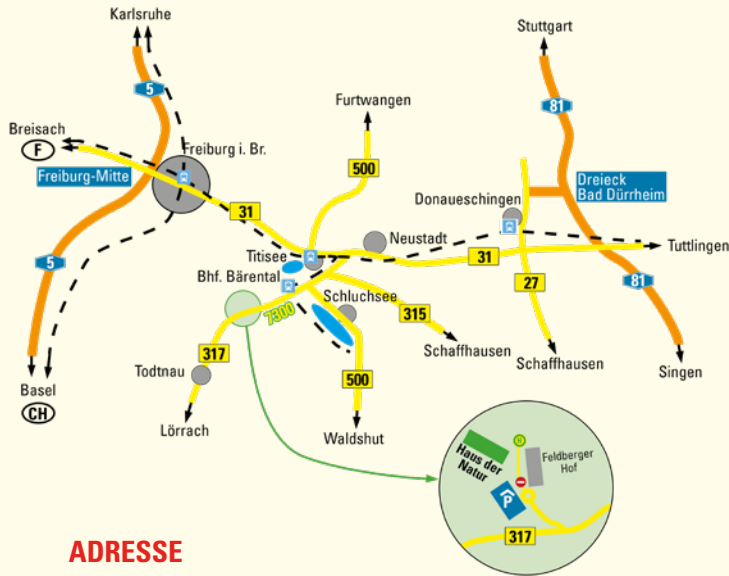 Karlsruhe
Stuttgart
5
81
Furtwangen
Breisach
F
Freiburg i. Br.
Freiburg-Mitte
500
Dreieck
Bad Dürrheim
Donaueschingen
31
Neustadt
Titisee
Tuttlingen
31
5
Bhf. Bärental
27
81
Schluchsee
7300
315
317
Schaffhausen
Schaffhausen
Todtnau
500
Singen
Basel
CH
Lörrach
Waldshut
H
Haus der
Natur
Feldberger
Hof
P
317
ADRESSE